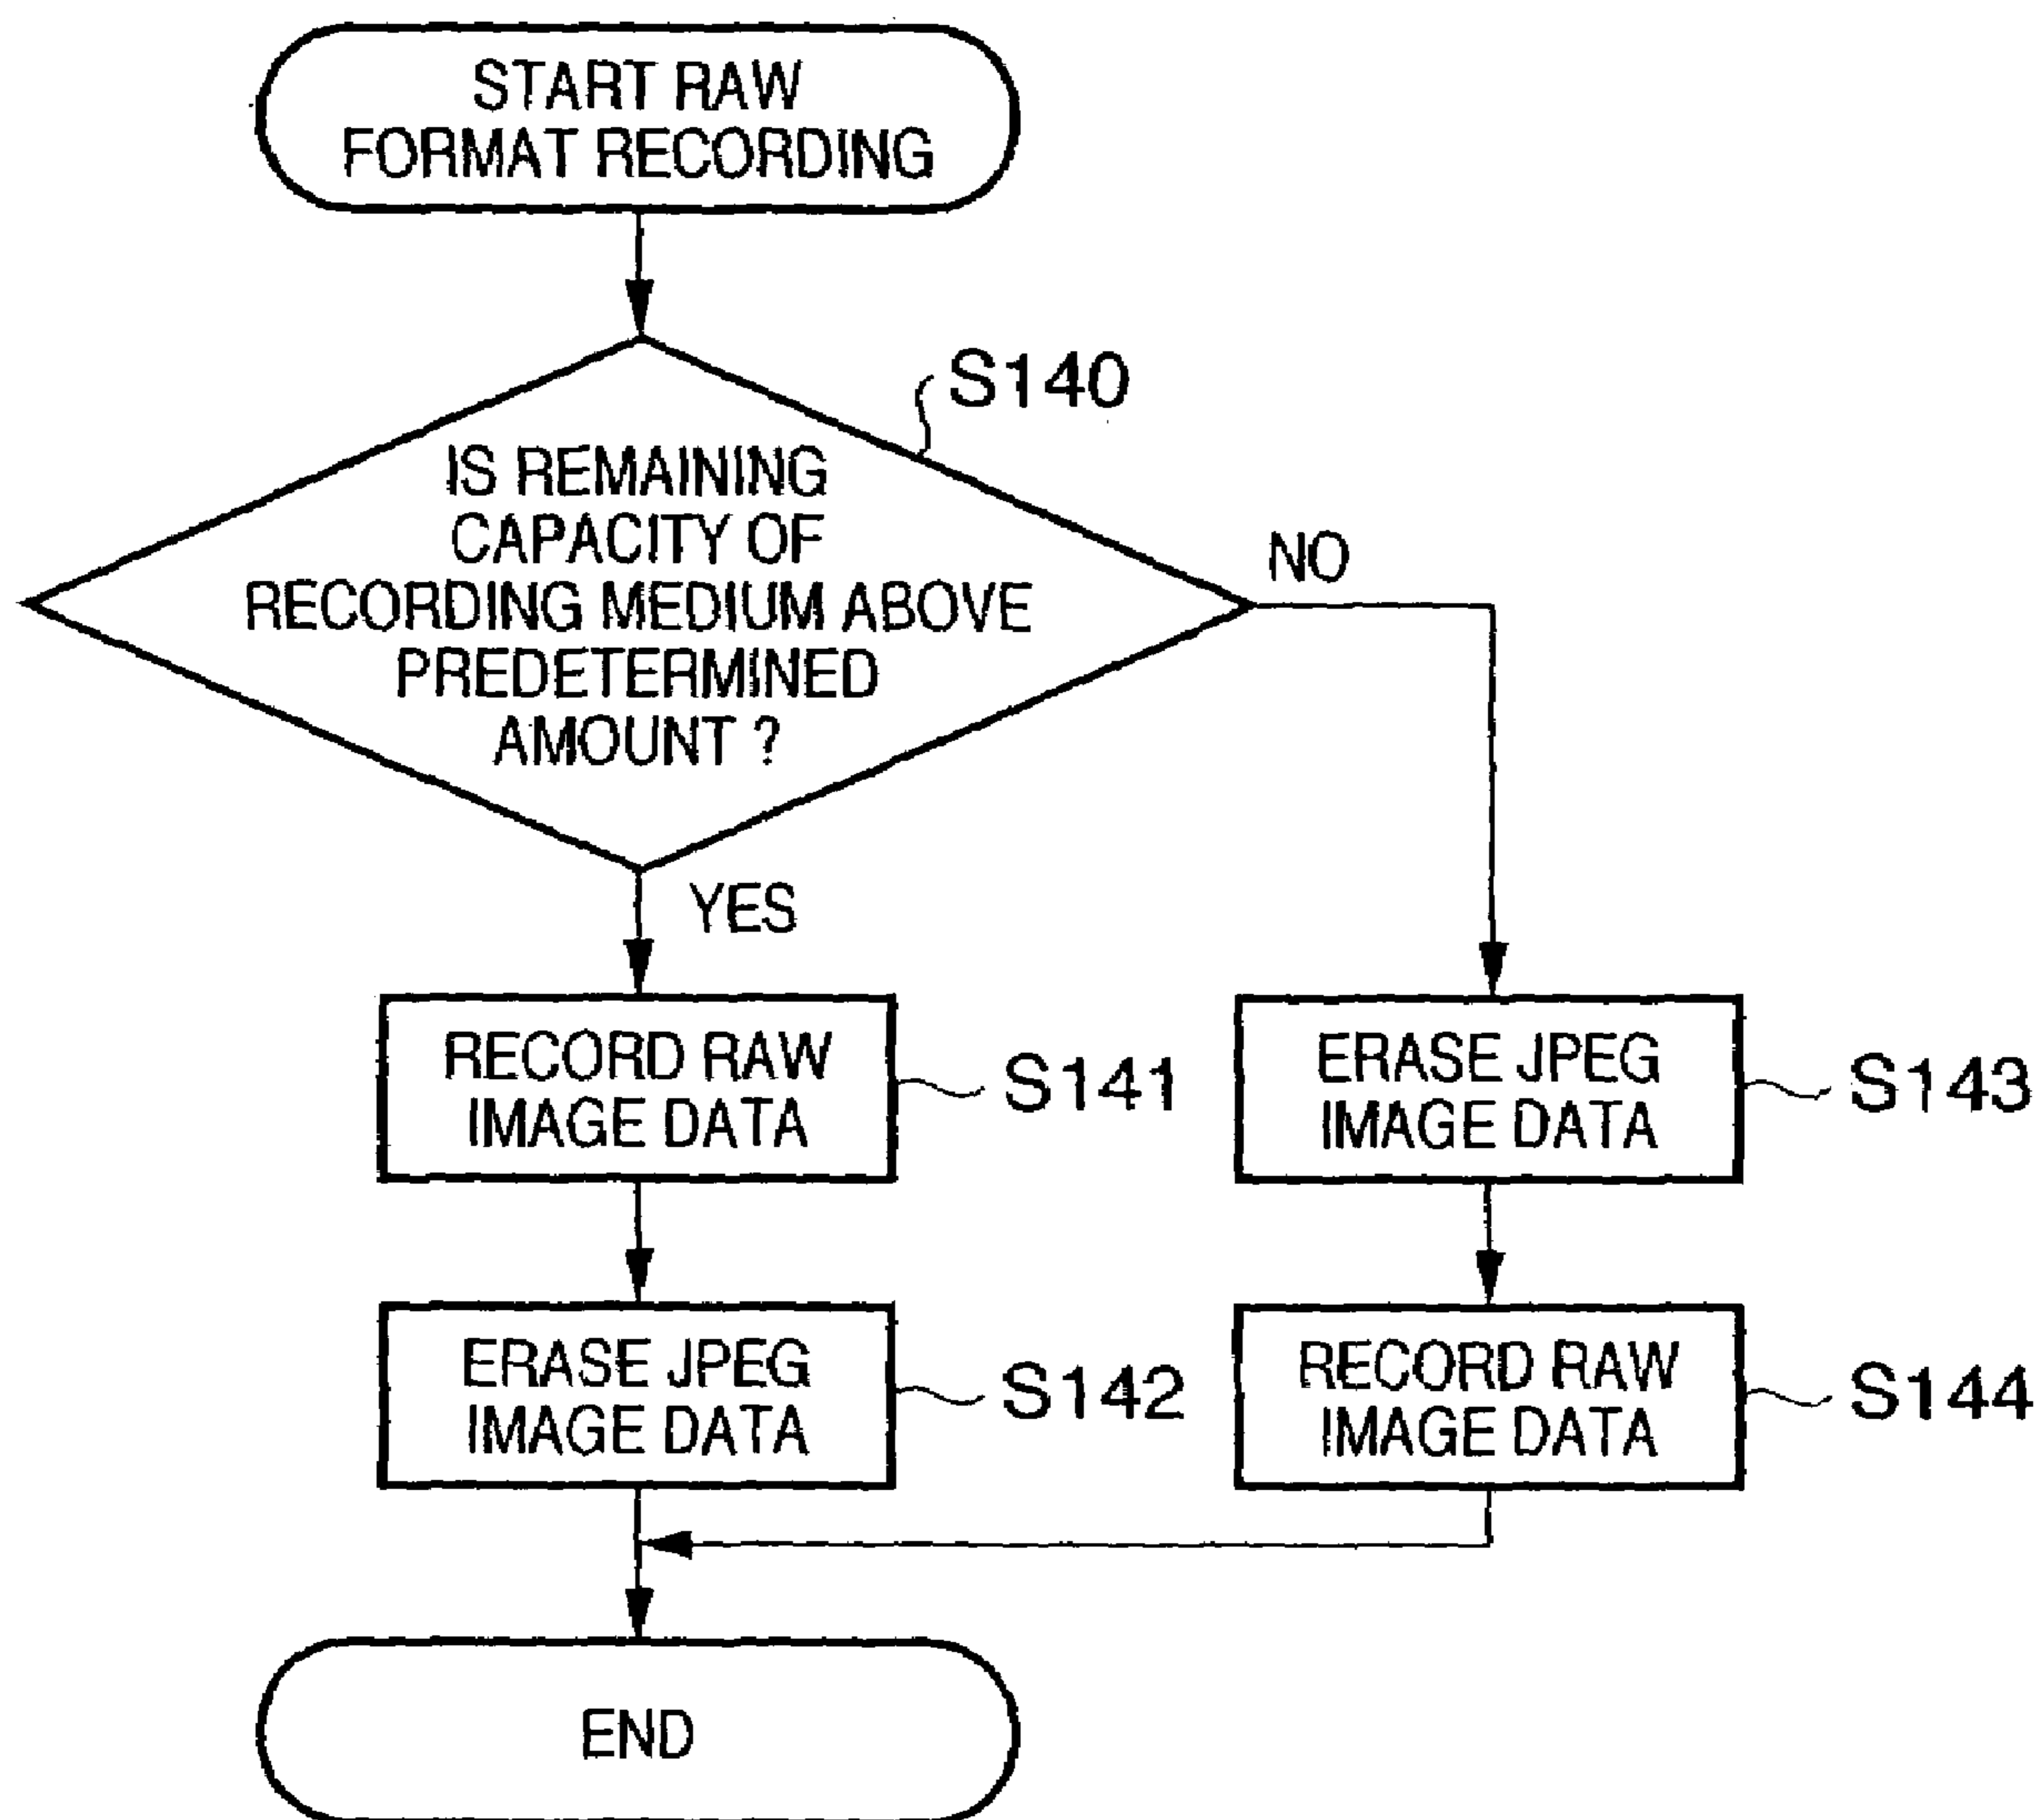 START RAW
FORMAT RECORDING
S140
IS REMAINING
CAPACITY OF
RECORDING MEDIUM ABOVE
PREDETERMINED
AMOUNT ?
NO
YES
RECORD RAW
IMAGE DATA
S141
ERASE JPEG
IMAGE DATA
S143
ERASE JPEG
IMAGE DATA
S142
RECORD RAW
IMAGE DATA
S144
END